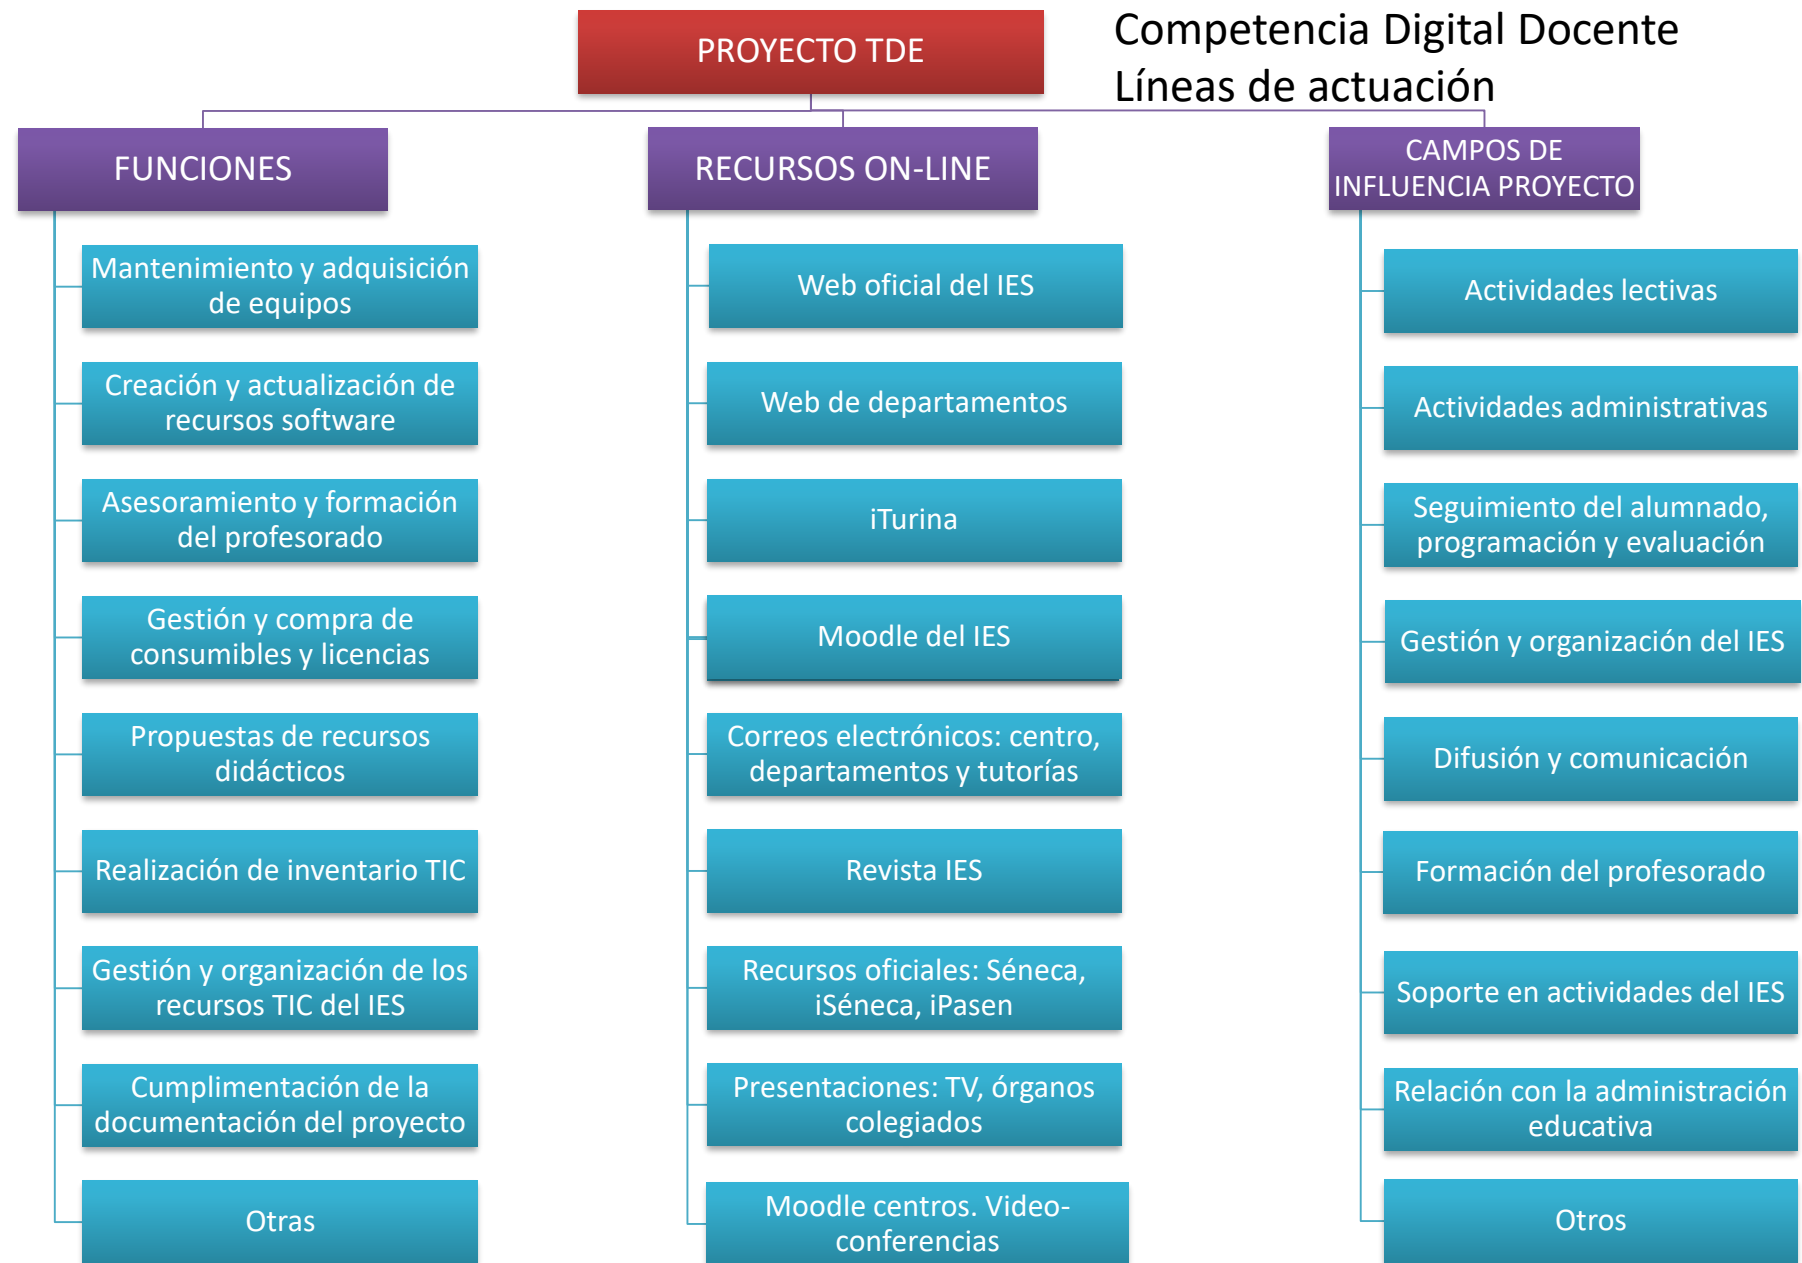 PROYECTO TDE
Competencia Digital Docente
Líneas de actuación
FUNCIONES
Mantenimiento y adquisición
de equipos
Creación y actualización de
recursos software
Asesoramiento y formación
del profesorado
Gestión y compra de
consumibles y licencias
Propuestas de recursos
didácticos
Realización de inventario TIC
Gestión y organización de los
recursos TIC del IES
Cumplimentación de la
documentación del proyecto
Otras
RECURSOS ON-LINE
Web oficial del IES
Web de departamentos
iTurina
Moodle del IES
Correos electrónicos: centro,
departamentos y tutorías
Revista IES
Recursos oficiales: Séneca,
iSéneca, iPasen
Presentaciones: TV, órganos
colegiados
Moodle centros. Video-
conferencias
CAMPOS DE
INFLUENCIA PROYECTO
Actividades lectivas
Actividades administrativas
Seguimiento del alumnado,
programación y evaluación
Gestión y organización del IES
Difusión y comunicación
Formación del profesorado
Soporte en actividades del IES
Relación con la administración
educativa
Otros